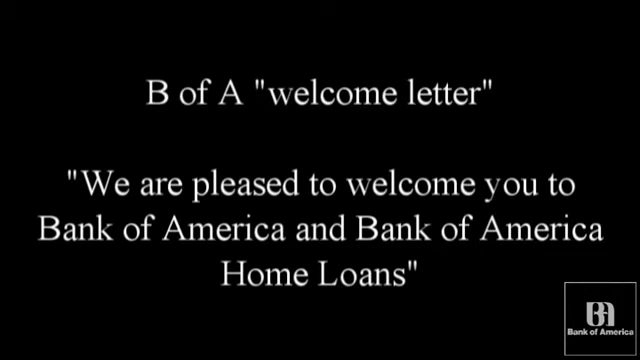 B of A "welcome letter"
"We are pleased to welcome you to
Bank of America and Bank of America
Home Loans"
BA
Bank of America